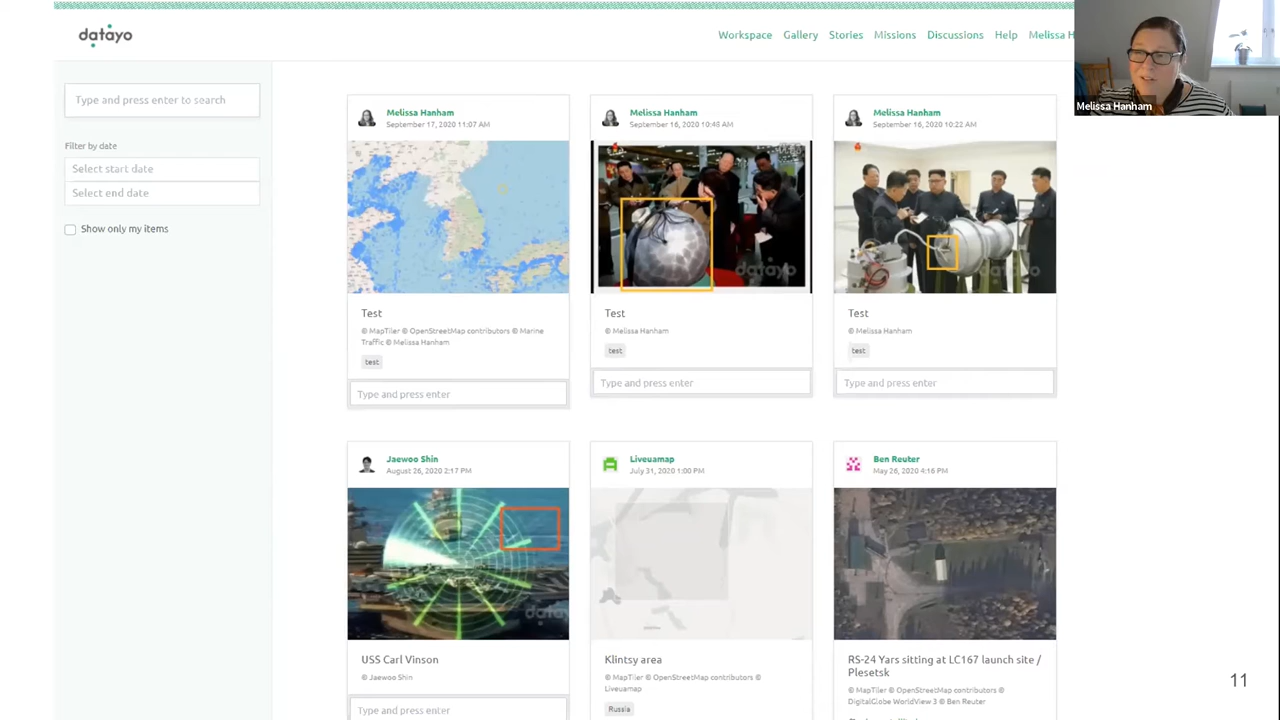 datayo
Workspace Gallery Stories Missions Discussions Help Melissa H
Melissa Hanham
Type and press enter to search
Filter by date
Select start date
Select end date
Show only my items
Melissa Hanham
September 17, 2020 11:07 AM
Test
© MapTiler © OpenStreetMap contributors © Marine
Traffic © Melissa Hanham
test
Type and press enter
Melissa Hanham
September 16, 2020 10:45 AM
datayo
Test
© Melissa Hanham
test
Type and press enter
Melissa Hanham
September 16, 2020 10:22 AM
datayo
Test
© Melissa Hanham
test
Type and press enter
Jaewoo Shin
August 26, 2020 2:17 PM
datayo
USS Carl Vinson
© Jaewoo Shin
Type and press enter
Liveuamap
July 31, 2020 1:00 PM
Klintsy area
© MapTiler © OpenStreetMap contributors ©
Liveuamap
Russia
Ben Reuter
May 26, 2020 4:16 PM
RS-24 Yars sitting at LC167 launch site /
Plesetsk
© MapTiler © OpenStreetMap contributors ©
DigitalGlobe WorldView 3 © Ben Reuter
11